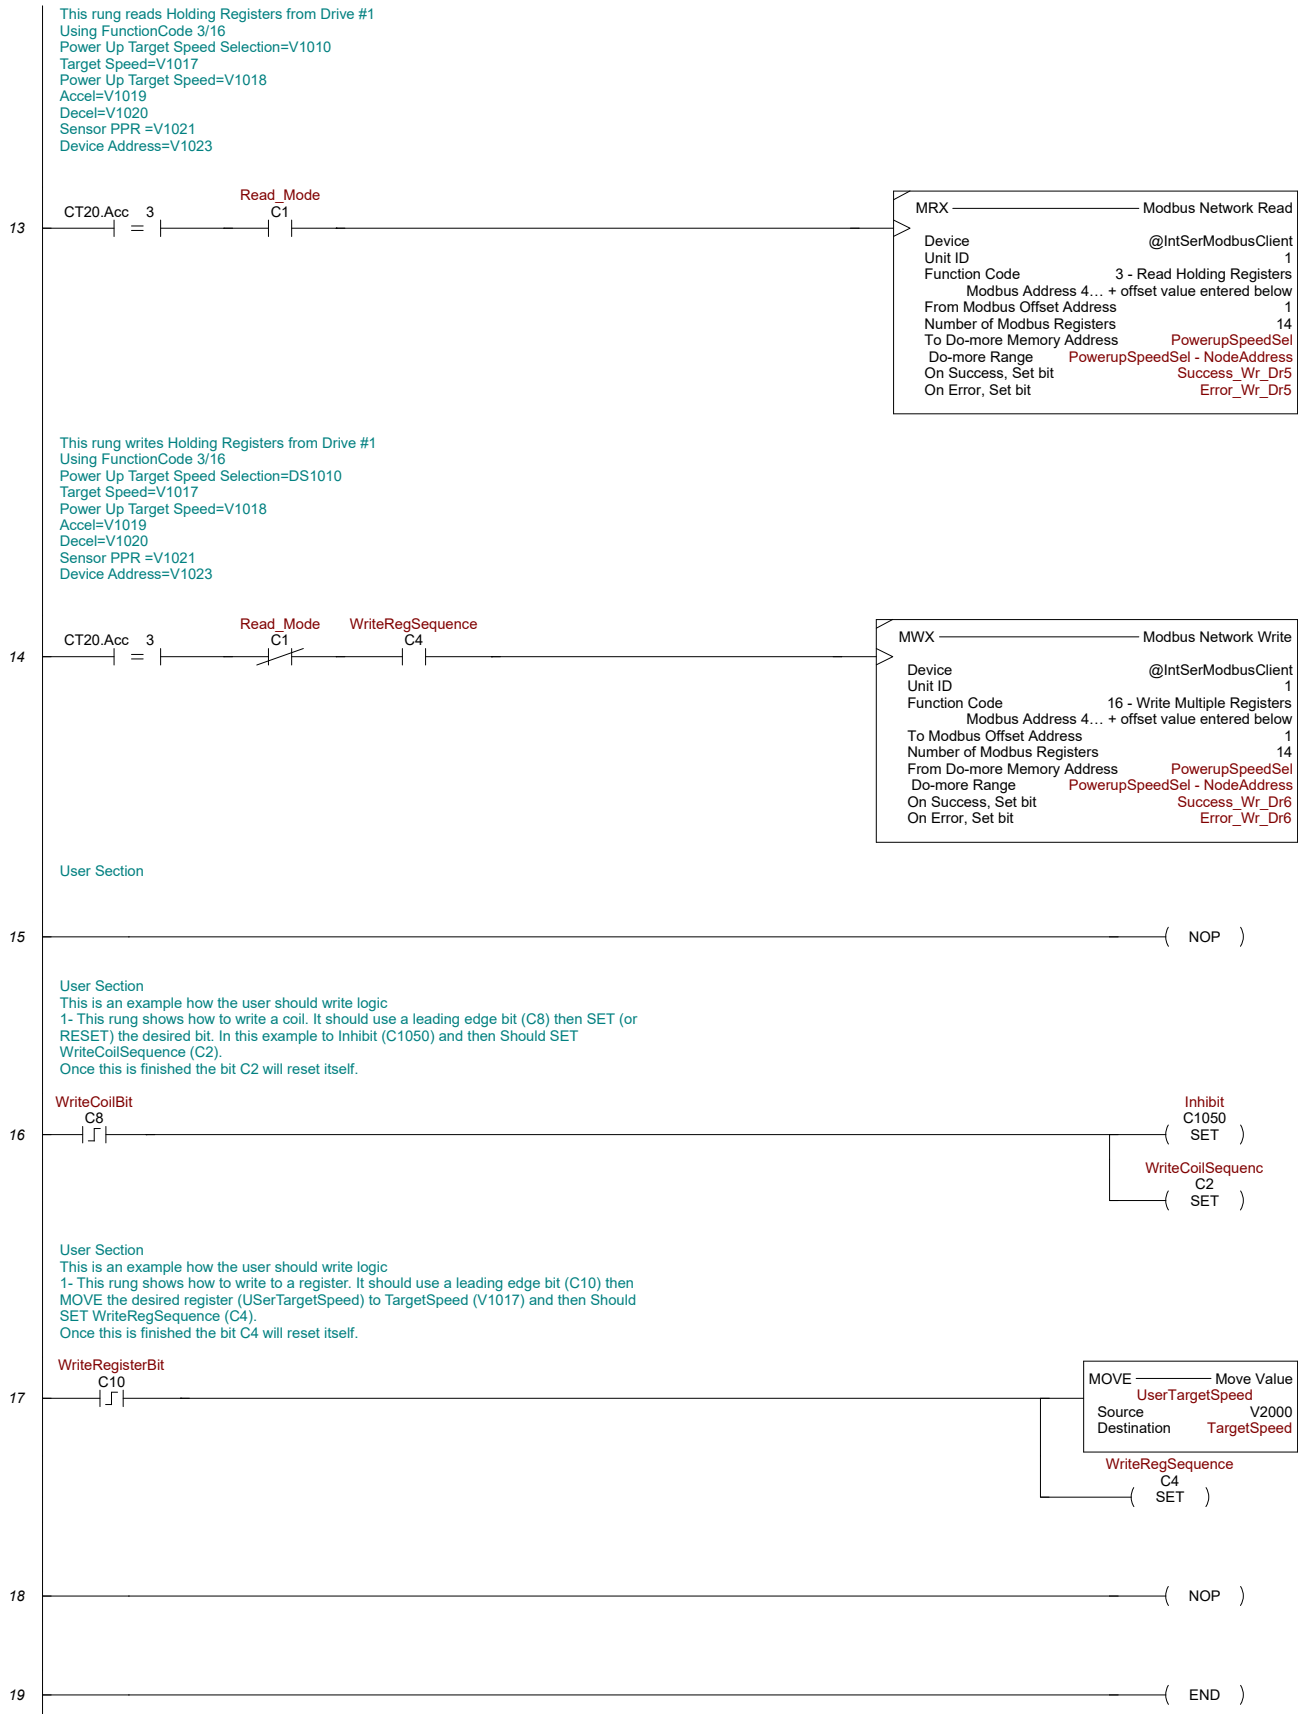 This rung reads Holding Registers from Drive #1
Using FunctionCode 3/16
Power Up Target Speed Selection=V1010
Target Speed=V1017
Power Up Target Speed=V1018
Accel=V1019
Decel=V1020
Sensor PPR =V1021
Device Address=V1023
Read_Mode
CT20.Acc 3 C1
13 =
MRX Modbus Network Read
Device @IntSerModbusClient
Unit ID 1
Function Code 3 - Read Holding Registers
Modbus Address 4… + offset value entered below
From Modbus Offset Address 1
Number of Modbus Registers 14
To Do-more Memory Address PowerupSpeedSel
Do-more Range PowerupSpeedSel - NodeAddress
On Success, Set bit Success_Wr_Dr5
On Error, Set bit Error_Wr_Dr5
This rung writes Holding Registers from Drive #1
Using FunctionCode 3/16
Power Up Target Speed Selection=DS1010
Target Speed=V1017
Power Up Target Speed=V1018
Accel=V1019
Decel=V1020
Sensor PPR =V1021
Device Address=V1023
Read_Mode WriteRegSequence
CT20.Acc 3 C1 C4
14 =
MWX Modbus Network Write
Device @IntSerModbusClient
Unit ID 1
Function Code 16 - Write Multiple Registers
Modbus Address 4… + offset value entered below
To Modbus Offset Address 1
Number of Modbus Registers 14
From Do-more Memory Address PowerupSpeedSel
Do-more Range PowerupSpeedSel - NodeAddress
On Success, Set bit Success_Wr_Dr6
On Error, Set bit Error_Wr_Dr6
User Section
15 ( NOP )
User Section
This is an example how the user should write logic
1- This rung shows how to write a coil. It should use a leading edge bit (C8) then SET (or
RESET) the desired bit. In this example to Inhibit (C1050) and then Should SET
WriteCoilSequence (C2).
Once this is finished the bit C2 will reset itself.
WriteCoilBit Inhibit
C8 C1050
16 ( SET )
WriteCoilSequenc
C2
( SET )
User Section
This is an example how the user should write logic
1- This rung shows how to write to a register. It should use a leading edge bit (C10) then
MOVE the desired register (USerTargetSpeed) to TargetSpeed (V1017) and then Should
SET WriteRegSequence (C4).
Once this is finished the bit C4 will reset itself.
WriteRegisterBit
C10
17
MOVE Move Value
UserTargetSpeed
Source V2000
Destination TargetSpeed
WriteRegSequence
C4
( SET )
18 ( NOP )
19 ( END )